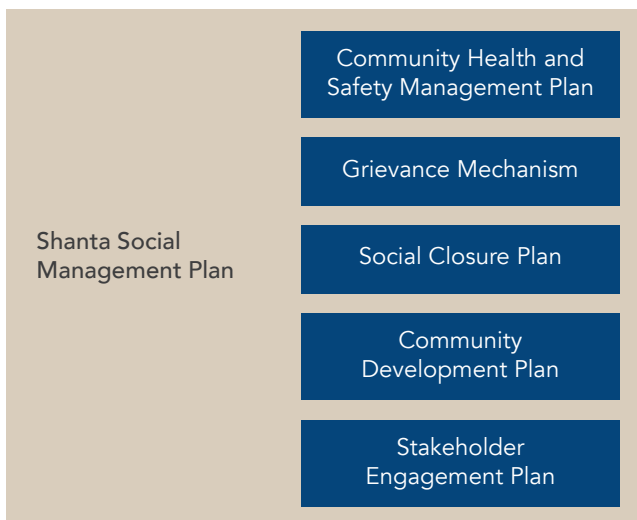 Community Health and
Safety Management Plan
Grievance Mechanism
Shanta Social
Management Plan
Social Closure Plan
Community
Development Plan
Stakeholder
Engagement Plan